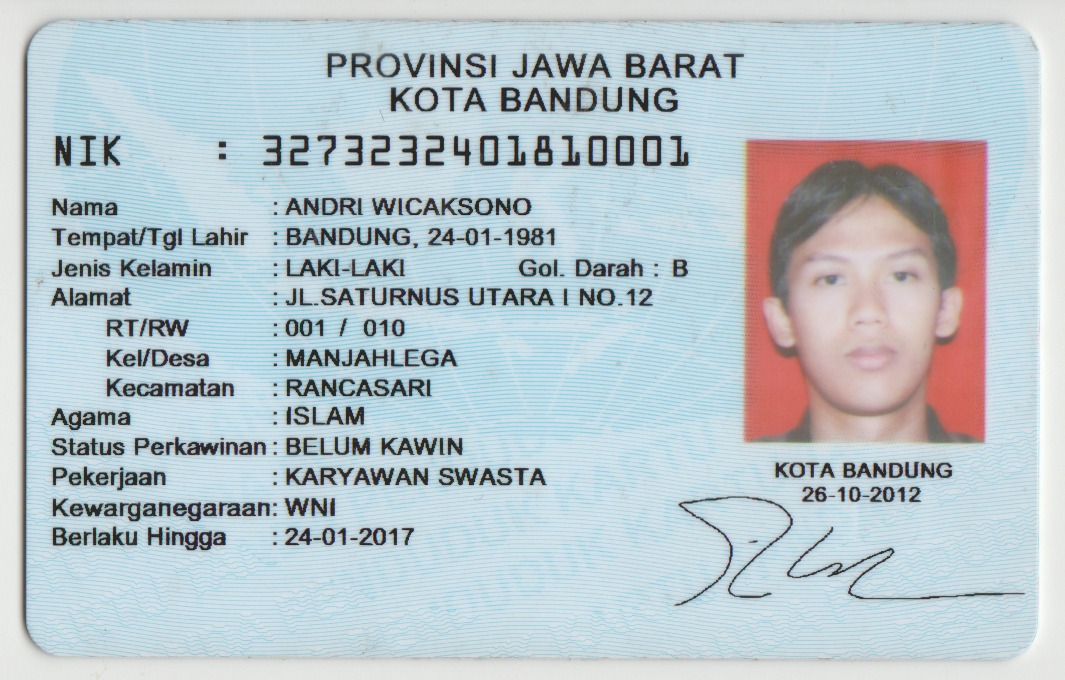 PROVINSI JAWA BARAT
KOTA BANDUNG
NIK : 3273232401810001
Nama : ANDRI WICAKSONO
Tempat/Tgl Lahir : BANDUNG, 24-01-1981
Jenis Kelamin : LAKI-LAKI Gol. Darah : B
Alamat : JL.SATURNUS UTARA I NO.12
RT/RW : 001 / 010
Kel/Desa : MANJAHLEGA
Kecamatan : RANCASARI
Agama : ISLAM
Status Perkawinan : BELUM KAWIN
Pekerjaan : KARYAWAN SWASTA
Kewarganegaraan: WNI
Berlaku Hingga : 24-01-2017
KOTA BANDUNG
26-10-2012